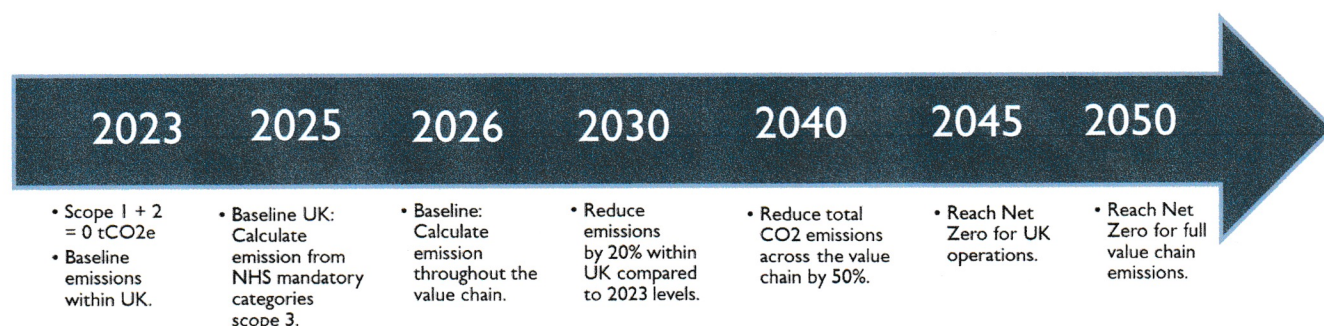 2023 2025 2026 2030 2040 2045 2050
• Scope 1 + 2
= 0 tCO2e
• Baseline
emissions
within UK.
• Baseline UK:
Calculate
emission from
NHS mandatory
categories
scope 3.
• Baseline:
Calculate
emission
throughout the
value chain.
• Reduce
emissions
by 20% within
UK compared
to 2023 levels.
• Reduce total
CO2 emissions
across the value
chain by 50%.
• Reach Net
Zero for UK
operations.
• Reach Net
Zero for full
value chain
emissions.